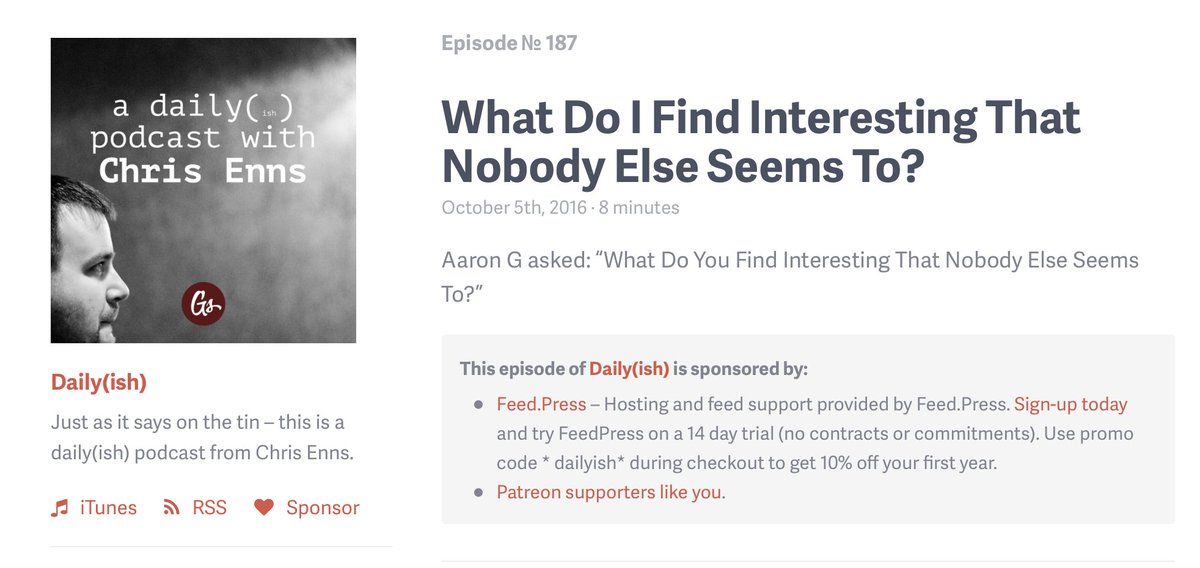 a daily(ish)
podcast with
Chris Enns
Gs
Daily(ish)
Just as it says on the tin – this is a
daily(ish) podcast from Chris Enns.
iTunes RSS Sponsor
Episode № 187
What Do I Find Interesting That
Nobody Else Seems To?
October 5th, 2016 · 8 minutes
Aaron G asked: “What Do You Find Interesting That Nobody Else Seems
To?”
This episode of Daily(ish) is sponsored by:
• Feed.Press – Hosting and feed support provided by Feed.Press. Sign-up today
and try FeedPress on a 14 day trial (no contracts or commitments). Use promo
code * dailyish* during checkout to get 10% off your first year.
• Patreon supporters like you.